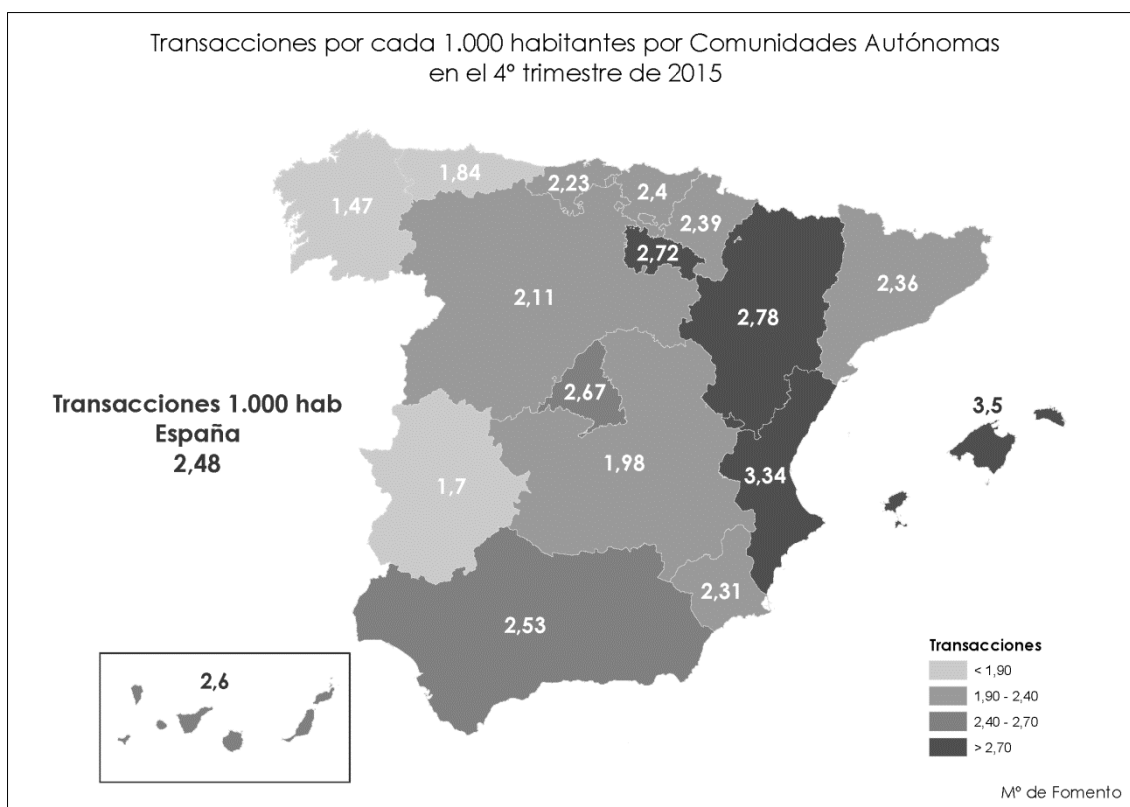 Transacciones por cada 1.000 habitantes por Comunidades Autónomas
en el 4º trimestre de 2015
1,84
2,23
2,4
1,47
2,39
2,72
2,36
2,11
2,78
2,67
Transacciones 1.000 hab
España
2,48
3,5
1,98
3,34
1,7
2,31
2,53
2,6
Transacciones
< 1,90
1,90 - 2,40
2,40 - 2,70
> 2,70
Mº de Fomento